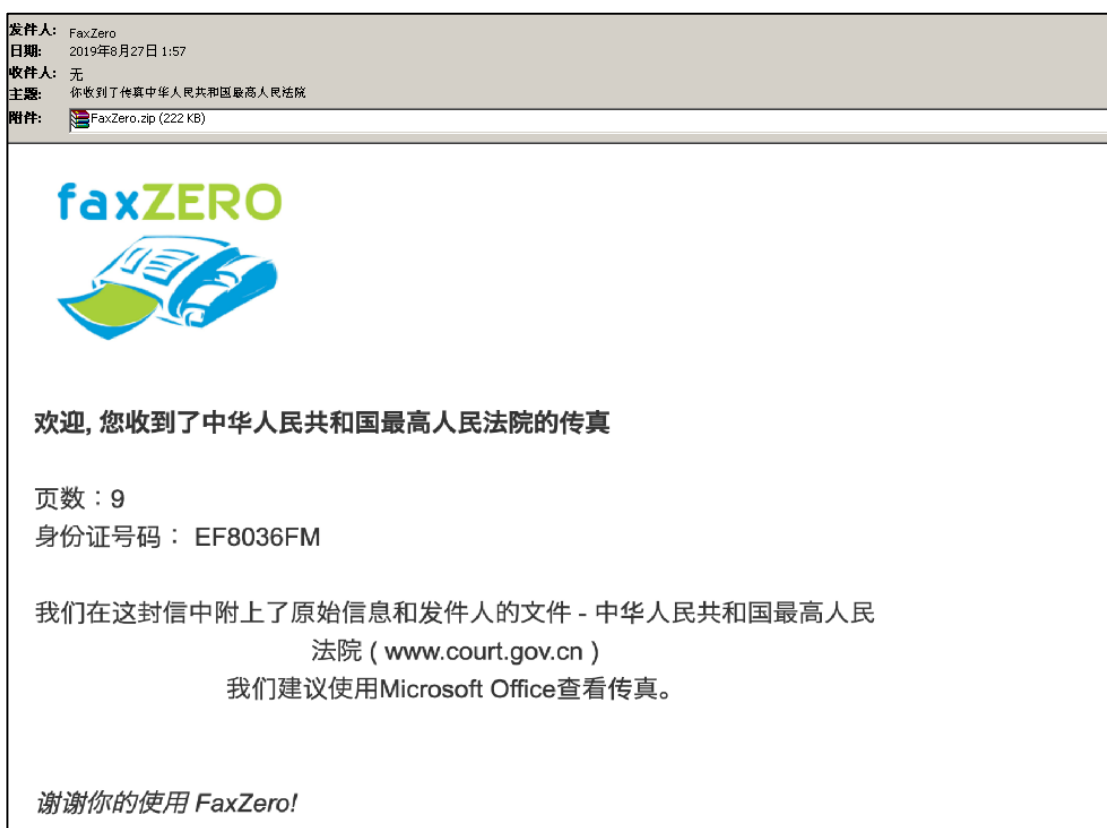 发件人: FaxZero
日期: 2019年8月27日 1:57
收件人: 无
主题: 你收到了传真中华人民共和国最高人民法院
附件: FaxZero.zip (222 KB)
faxZERO
欢迎, 您收到了中华人民共和国最高人民法院的传真
页数：9
身份证号码： EF8036FM
我们在这封信中附上了原始信息和发件人的文件 - 中华人民共和国最高人民
法院 ( www.court.gov.cn )
我们建议使用Microsoft Office查看传真。
谢谢你的使用 FaxZero!